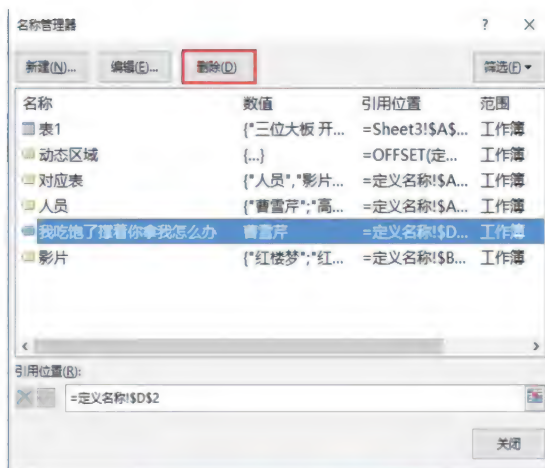 名称管理器 ? ×
新建(N)... 编辑(E)... 删除(D) 筛选(F)
名称 数值 引用位置 范围
表1 {"三位大板 开... =Sheet3!$A$... 工作簿
动态区域 {...} =OFFSET(定... 工作簿
对应表 {"人员","影片... =定义名称!$A... 工作簿
人员 {"曹雪芹";"高... =定义名称!$A... 工作簿
我吃饱了撑着你拿我怎么办 曹雪芹 =定义名称!$D... 工作簿
影片 {"红楼梦";"红... =定义名称!$B... 工作簿
引用位置(R):
=定义名称!$D$2
关闭